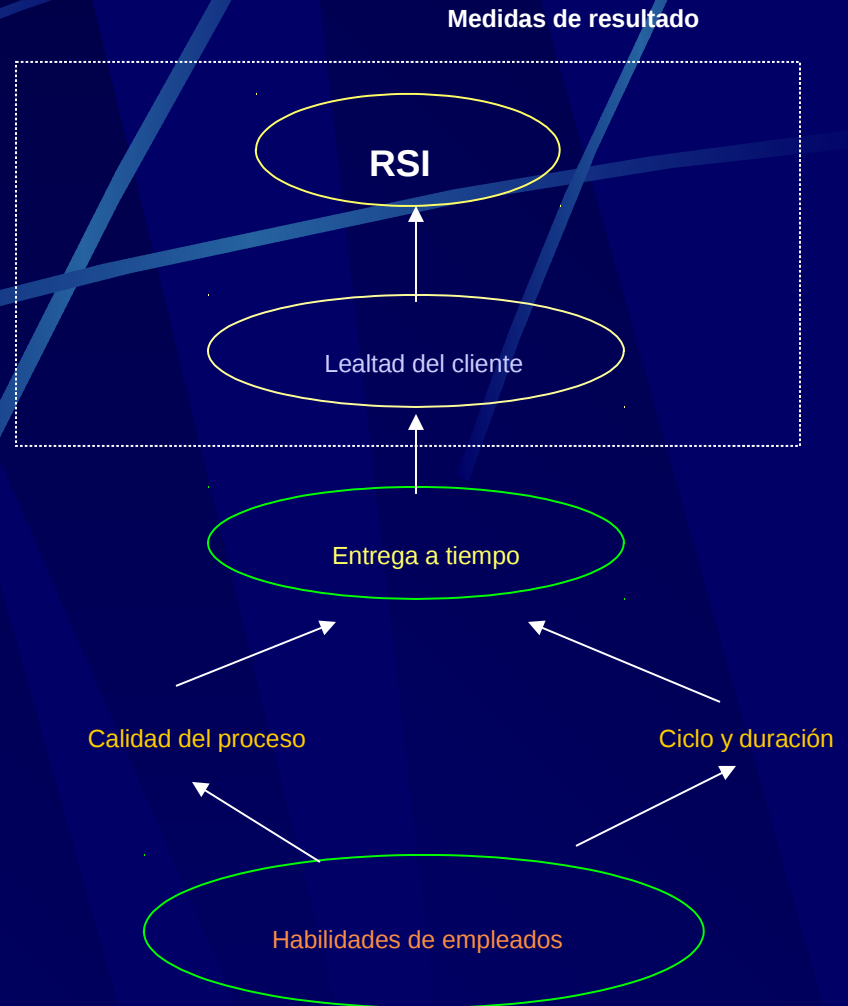 Medidas de resultado
RSI
Lealtad del cliente
Entrega a tiempo
Calidad del proceso
Ciclo y duración
Habilidades de empleados